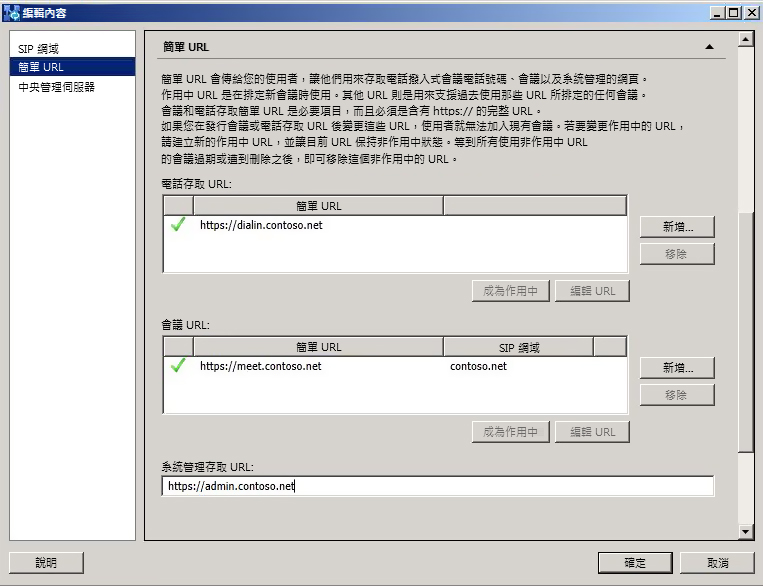 編輯內容
SIP 網域
簡單 URL
中央管理伺服器
簡單 URL
簡單 URL 會傳給您的使用者，讓他們用來存取電話撥入式會議電話號碼、會議以及系統管理的網頁。
作用中 URL 是在排定新會議時使用。其他 URL 則是用來支援過去使用那些 URL 所排定的任何會議。
會議和電話存取簡單 URL 是必要項目，而且必須是含有 https:// 的完整 URL。
如果您在發行會議或電話存取 URL 後變更這些 URL，使用者就無法加入現有會議。若要變更作用中的 URL，
請建立新的作用中 URL，並讓目前 URL 保持非作用中狀態。等到所有使用非作用中 URL
的會議過期或達到刪除之後，即可移除這個非作用中的 URL。
電話存取 URL:
簡單 URL
https://dialin.contoso.net
新增...
移除
成為作用中
編輯 URL
會議 URL:
簡單 URL
SIP 網域
https://meet.contoso.net
contoso.net
新增...
移除
成為作用中
編輯 URL
系統管理存取 URL:
https://admin.contoso.net
說明
確定
取消